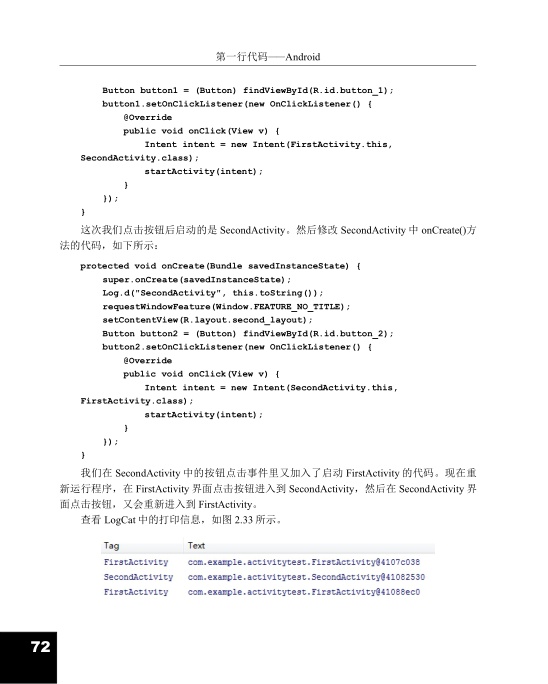 第一行代码——Android
Button button1 = (Button) findViewById(R.id.button_1);
button1.setOnClickListener(new OnClickListener() {
@Override
public void onClick(View v) {
Intent intent = new Intent(FirstActivity.this,
SecondActivity.class);
startActivity(intent);
}
});
}
这次我们点击按钮后启动的是 SecondActivity。然后修改 SecondActivity 中 onCreate()方
法的代码，如下所示：
protected void onCreate(Bundle savedInstanceState) {
super.onCreate(savedInstanceState);
Log.d("SecondActivity", this.toString());
requestWindowFeature(Window.FEATURE_NO_TITLE);
setContentView(R.layout.second_layout);
Button button2 = (Button) findViewById(R.id.button_2);
button2.setOnClickListener(new OnClickListener() {
@Override
public void onClick(View v) {
Intent intent = new Intent(SecondActivity.this,
FirstActivity.class);
startActivity(intent);
}
});
}
我们在 SecondActivity 中的按钮点击事件里又加入了启动 FirstActivity 的代码。现在重
新运行程序，在 FirstActivity 界面点击按钮进入到 SecondActivity，然后在 SecondActivity 界
面点击按钮，又会重新进入到 FirstActivity。
查看 LogCat 中的打印信息，如图 2.33 所示。
Tag Text
FirstActivity com.example.activitytest.FirstActivity@4107c038
SecondActivity com.example.activitytest.SecondActivity@41082530
FirstActivity com.example.activitytest.FirstActivity@41088ec0
72